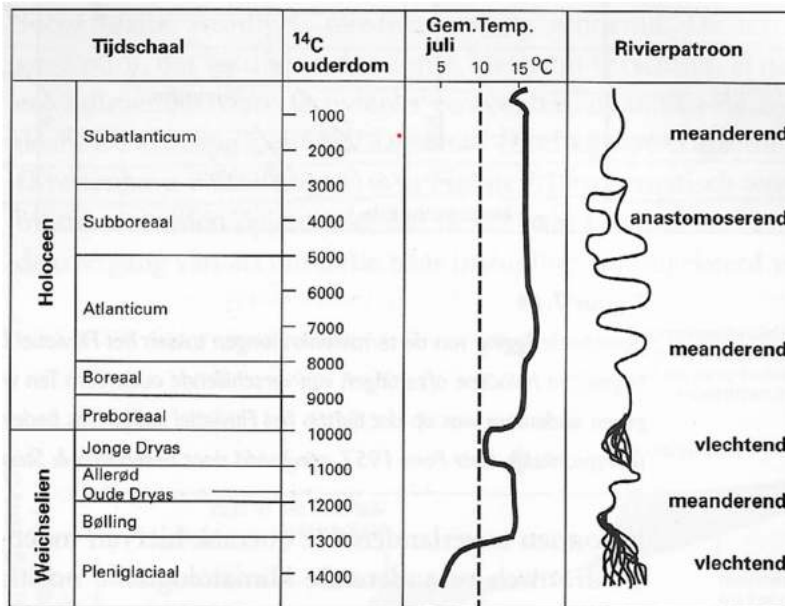 Tijdschaal
14C
ouderdom
Gem.Temp.
juli
5 10 15 °C
Rivierpatroon
Holoceen
Subatlanticum
1000
2000
meanderend
3000
Subboreaal
4000
anastomoserend
5000
Atlanticum
6000
7000
meanderend
8000
Boreaal
9000
Preboreaal
10000
Weichselien
Jonge Dryas
vlechtend
11000
Allerød
Oude Dryas
12000
meanderend
Bølling
13000
Pleniglaciaal
14000
vlechtend